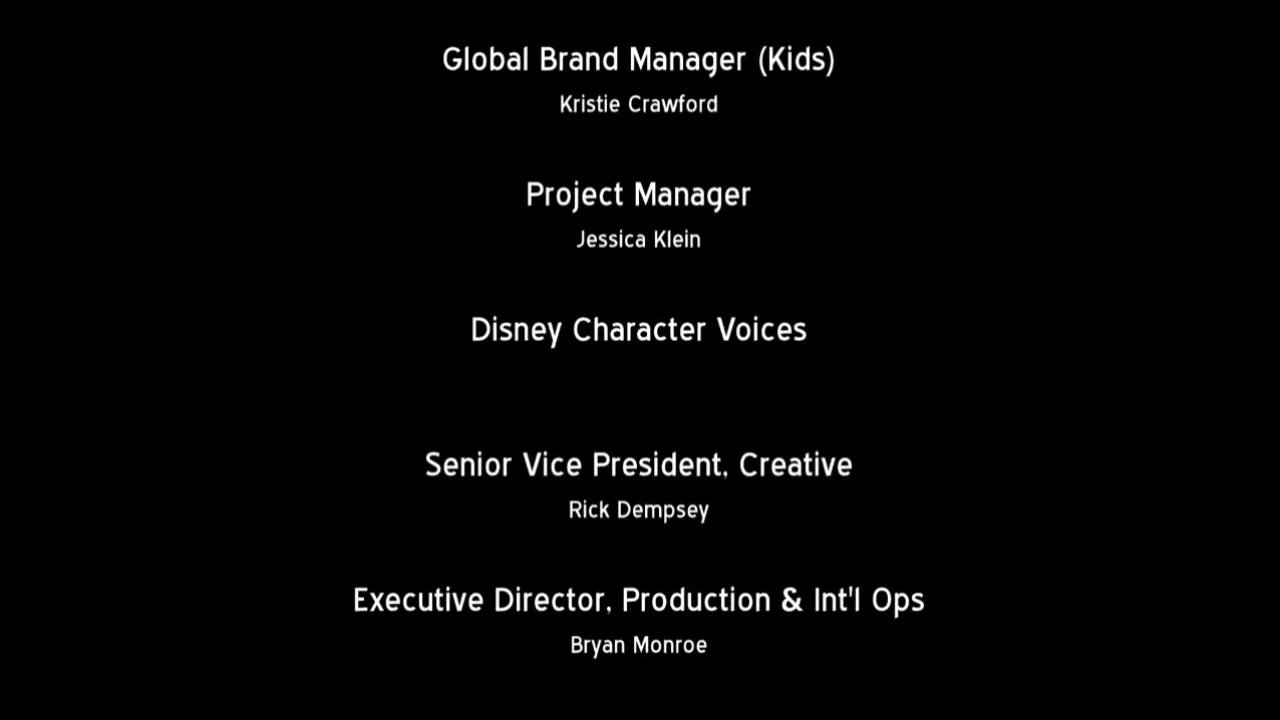 Global Brand Manager (Kids)
Kristie Crawford
Project Manager
Jessica Klein
Disney Character Voices
Senior Vice President, Creative
Rick Dempsey
Executive Director, Production & Int'l Ops
Bryan Monroe